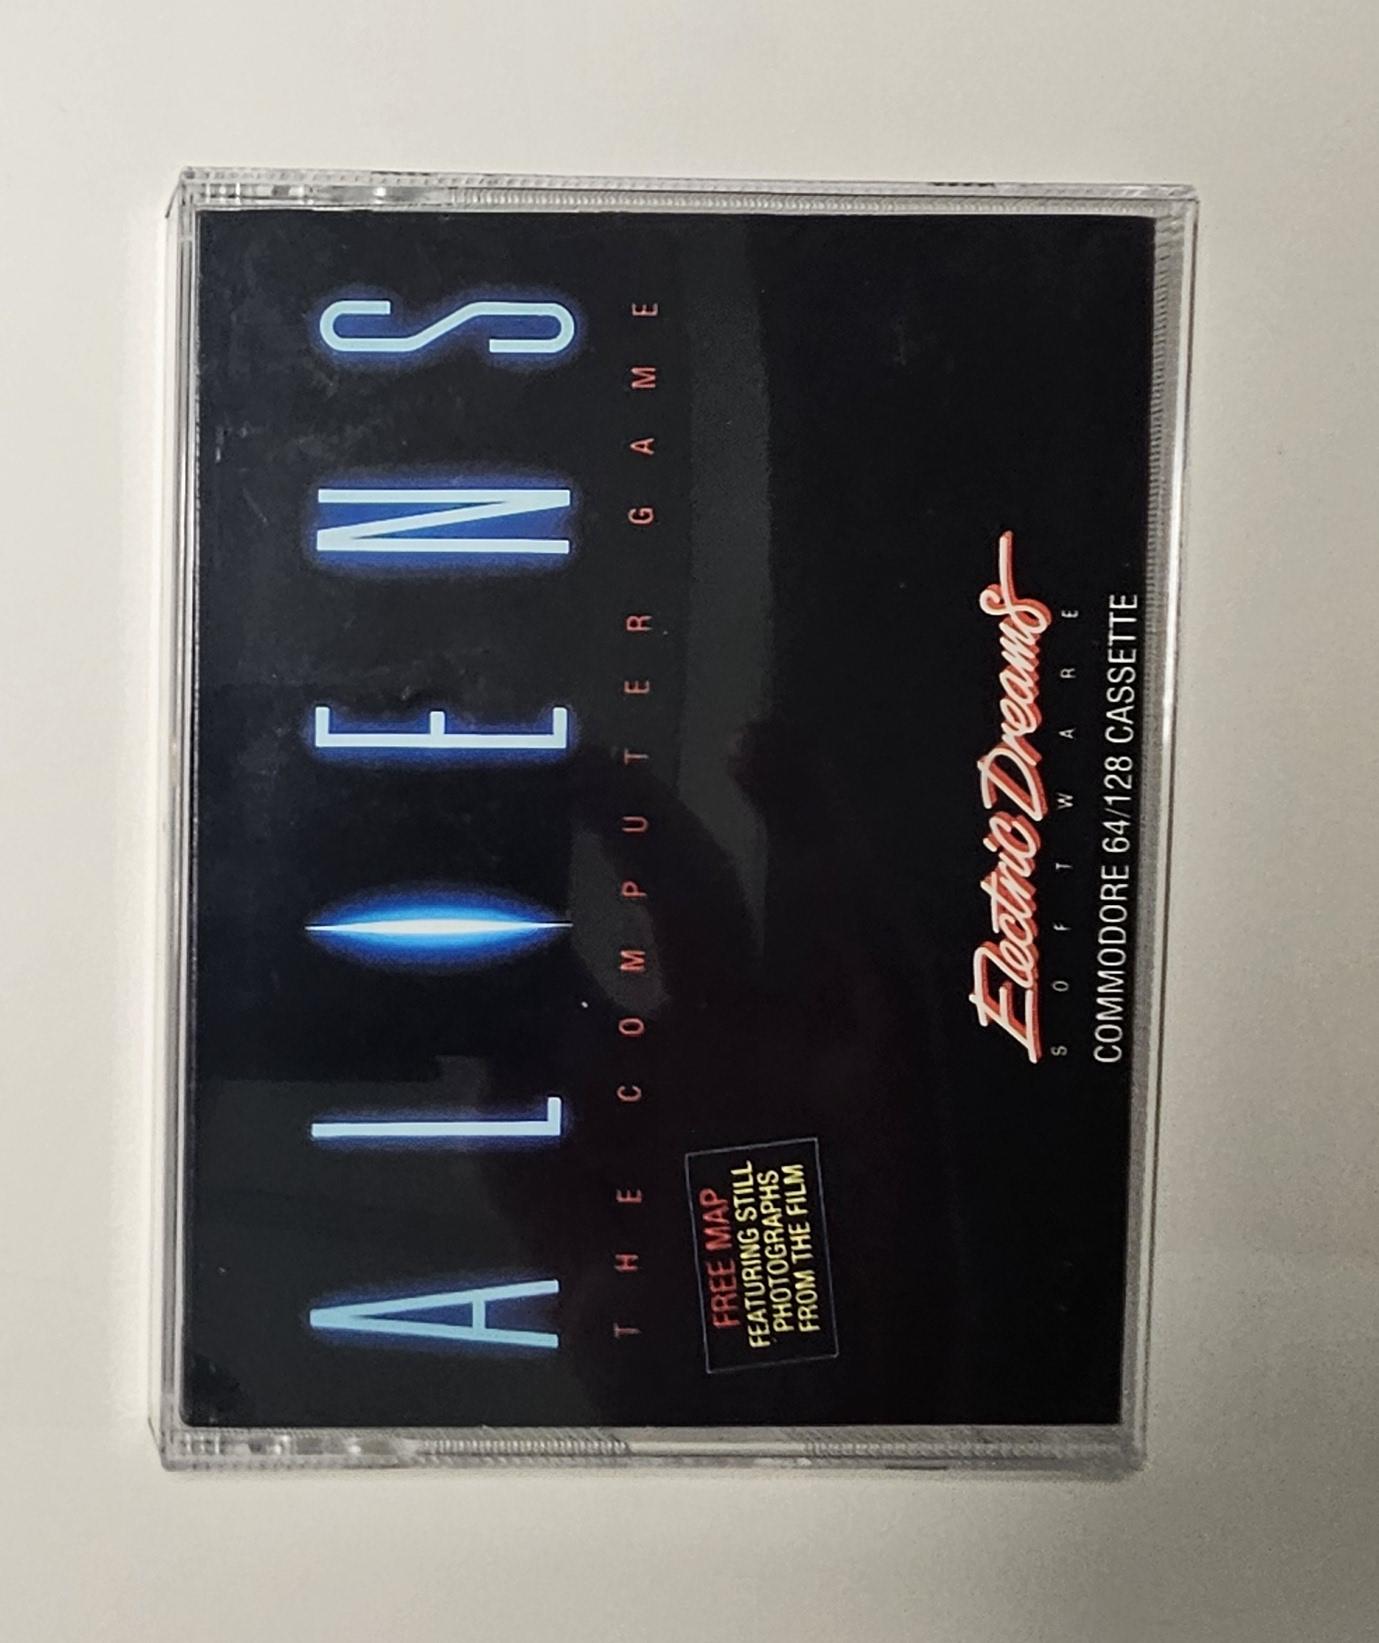 ALIENS
THE COMPUTER GAME
FREE MAP
FEATURING STILL
PHOTOGRAPHS
FROM THE FILM
Electric Dreams
SOFTWARE
COMMODORE 64/128 CASSETTE